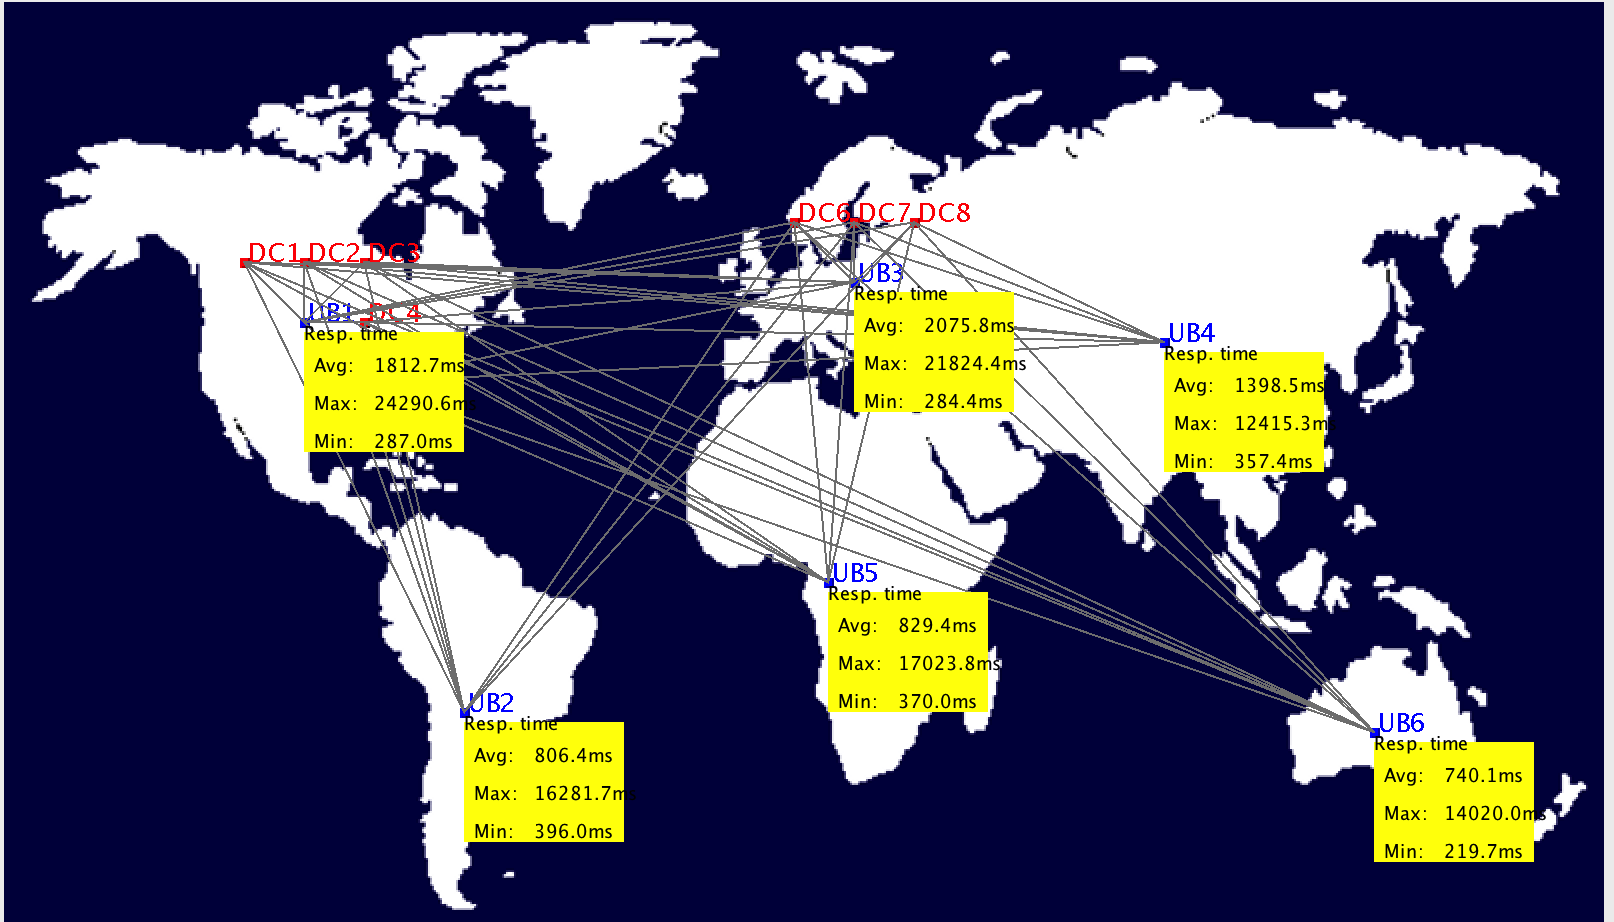 DC6 DC7 DC8
DC1 DC2 DC3
UB3
Resp. time
Avg: 2075.8ms
Max: 21824.4ms
Min: 284.4ms
UB1 DC4
Resp. time
Avg: 1812.7ms
Max: 24290.6m
Min: 287.0ms
UB4
Resp. time
Avg: 1398.5ms
Max: 12415.3ms
Min: 357.4ms
UB5
Resp. time
Avg: 829.4ms
Max: 17023.8ms
Min: 370.0ms
UB2
Resp. time
Avg: 806.4ms
Max: 16281.7ms
Min: 396.0ms
UB6
Resp. time
Avg: 740.1ms
Max: 14020.0ms
Min: 219.7ms